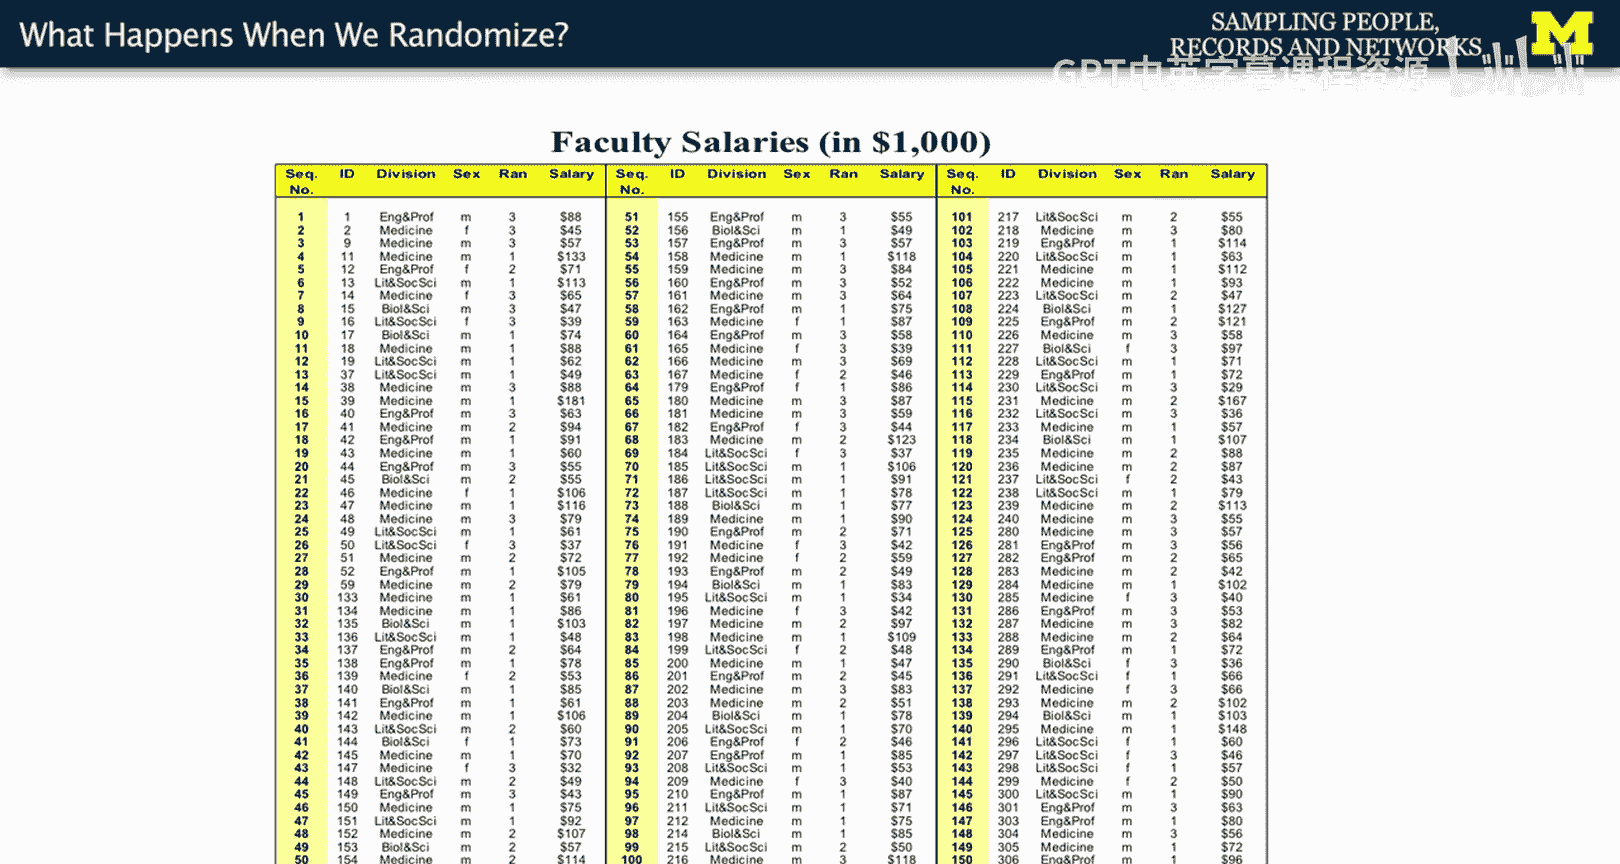 What Happens When We Randomize?
SAMPLING PEOPLE,
RECORDS AND NETWORKS
M
GPT中英字幕课程资源 bilibili
Faculty Salaries (in $1,000)
Seq. ID Division Sex Ran Salary Seq. ID Division Sex Ran Salary Seq. ID Division Sex Ran Salary
No. No. No.
1 1 Eng&Prof m 3 $88 51 155 Eng&Prof m 3 $55 101 217 Lit&SocSci m 2 $55
2 2 Medicine f 3 $45 52 156 Biol&Sci m 1 $49 102 218 Medicine m 3 $80
3 9 Medicine m 3 $57 53 157 Eng&Prof m 3 $57 103 219 Eng&Prof m 1 $114
4 11 Medicine m 1 $133 54 158 Medicine m 1 $118 104 220 Lit&SocSci m 1 $63
5 12 Eng&Prof f 2 $71 55 159 Medicine m 3 $84 105 221 Medicine m 1 $112
6 13 Lit&SocSci m 1 $113 56 160 Eng&Prof m 3 $52 106 222 Medicine m 1 $93
7 14 Medicine f 3 $65 57 161 Medicine m 3 $64 107 223 Lit&SocSci m 2 $47
8 15 Biol&Sci m 3 $47 58 162 Eng&Prof m 1 $75 108 224 Biol&Sci m 1 $127
9 16 Lit&SocSci f 3 $39 59 163 Medicine f 1 $87 109 225 Eng&Prof m 2 $121
10 17 Biol&Sci m 1 $74 60 164 Eng&Prof m 3 $58 110 226 Medicine m 3 $58
11 18 Medicine m 1 $88 61 165 Medicine f 3 $39 111 227 Biol&Sci f 3 $97
12 19 Lit&SocSci m 1 $62 62 166 Medicine m 3 $69 112 228 Lit&SocSci m 1 $71
13 37 Lit&SocSci m 1 $49 63 167 Medicine f 2 $46 113 229 Eng&Prof m 1 $72
14 38 Medicine m 3 $88 64 179 Eng&Prof f 1 $86 114 230 Lit&SocSci m 3 $29
15 39 Medicine m 1 $181 65 180 Medicine m 3 $87 115 231 Medicine m 2 $167
16 40 Eng&Prof m 3 $63 66 181 Medicine m 3 $59 116 232 Lit&SocSci m 3 $36
17 41 Medicine m 2 $94 67 182 Eng&Prof f 3 $44 117 233 Medicine m 1 $57
18 42 Eng&Prof m 1 $91 68 183 Medicine m 2 $123 118 234 Biol&Sci m 1 $107
19 43 Medicine m 1 $60 69 184 Lit&SocSci f 3 $37 119 235 Medicine m 2 $88
20 44 Eng&Prof m 3 $55 70 185 Lit&SocSci m 1 $106 120 236 Medicine m 2 $87
21 45 Biol&Sci m 2 $55 71 186 Lit&SocSci m 1 $91 121 237 Lit&SocSci f 2 $43
22 46 Medicine f 1 $106 72 187 Lit&SocSci m 1 $78 122 238 Lit&SocSci m 1 $79
23 47 Medicine m 1 $116 73 188 Biol&Sci m 1 $77 123 239 Medicine m 2 $113
24 48 Medicine m 3 $79 74 189 Medicine m 1 $90 124 240 Medicine m 3 $55
25 49 Lit&SocSci m 1 $61 75 190 Eng&Prof m 2 $71 125 280 Medicine m 3 $57
26 50 Lit&SocSci f 3 $37 76 191 Medicine f 3 $42 126 281 Eng&Prof m 3 $56
27 51 Medicine m 2 $72 77 192 Medicine f 2 $59 127 282 Eng&Prof m 2 $65
28 52 Eng&Prof m 1 $105 78 193 Eng&Prof m 2 $49 128 283 Medicine m 2 $42
29 59 Medicine m 2 $79 79 194 Biol&Sci m 1 $83 129 284 Medicine m 1 $102
30 133 Medicine m 1 $61 80 195 Lit&SocSci m 1 $34 130 285 Medicine f 3 $40
31 134 Medicine m 1 $86 81 196 Medicine f 3 $42 131 286 Eng&Prof m 3 $53
32 135 Biol&Sci m 1 $103 82 197 Medicine m 2 $97 132 287 Medicine m 3 $82
33 136 Lit&SocSci m 1 $48 83 198 Medicine m 1 $109 133 288 Medicine m 2 $64
34 137 Eng&Prof m 2 $64 84 199 Lit&SocSci f 2 $48 134 289 Eng&Prof m 1 $72
35 138 Eng&Prof m 1 $78 85 200 Medicine m 1 $47 135 290 Biol&Sci f 3 $36
36 139 Medicine f 2 $53 86 201 Eng&Prof m 2 $45 136 291 Lit&SocSci f 1 $66
37 140 Biol&Sci m 1 $85 87 202 Medicine m 3 $83 137 292 Medicine f 3 $66
38 141 Eng&Prof m 1 $61 88 203 Medicine m 2 $51 138 293 Medicine m 2 $102
39 142 Medicine m 1 $106 89 204 Biol&Sci m 1 $78 139 294 Biol&Sci m 1 $103
40 143 Lit&SocSci m 2 $60 90 205 Lit&SocSci m 1 $70 140 295 Medicine m 1 $148
41 144 Biol&Sci f 1 $73 91 206 Eng&Prof f 2 $46 141 296 Lit&SocSci f 1 $60
42 145 Medicine m 1 $70 92 207 Eng&Prof m 1 $85 142 297 Lit&SocSci f 3 $46
43 147 Medicine f 3 $32 93 208 Lit&SocSci m 1 $53 143 298 Lit&SocSci f 1 $57
44 148 Lit&SocSci m 2 $49 94 209 Medicine f 3 $40 144 299 Medicine f 2 $50
45 149 Eng&Prof m 3 $43 95 210 Eng&Prof m 1 $87 145 300 Lit&SocSci m 1 $90
46 150 Medicine m 1 $75 96 211 Lit&SocSci m 1 $71 146 301 Eng&Prof m 3 $63
47 151 Lit&SocSci m 1 $92 97 212 Medicine m 1 $75 147 303 Eng&Prof m 1 $80
48 152 Medicine m 2 $107 98 214 Biol&Sci m 1 $85 148 304 Medicine m 3 $56
49 153 Biol&Sci m 2 $57 99 215 Lit&SocSci m 2 $50 149 305 Medicine m 1 $72
50 154 Medicine m 2 $114 100 216 Medicine m 3 $118 150 306 Eng&Prof m 1 $96